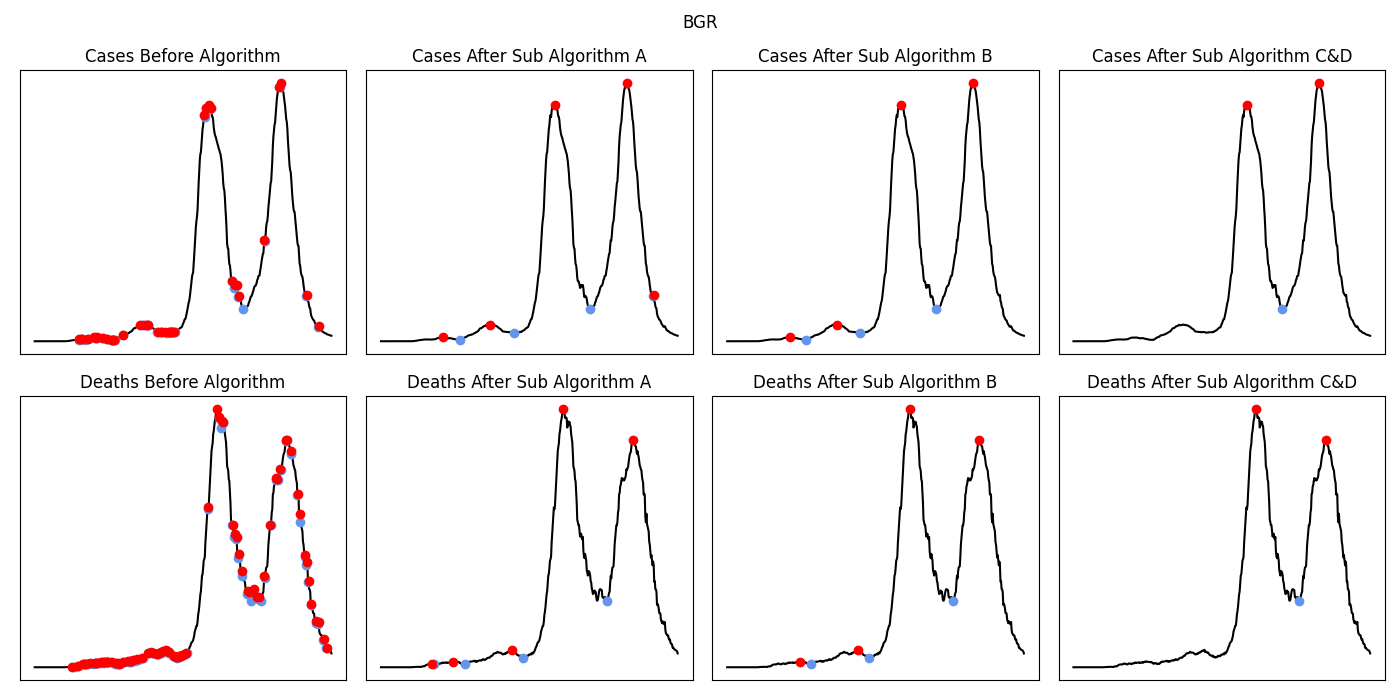 BGR
Cases Before Algorithm
Cases After Sub Algorithm A
Cases After Sub Algorithm B
Cases After Sub Algorithm C&D
Deaths Before Algorithm
Deaths After Sub Algorithm A
Deaths After Sub Algorithm B
Deaths After Sub Algorithm C&D